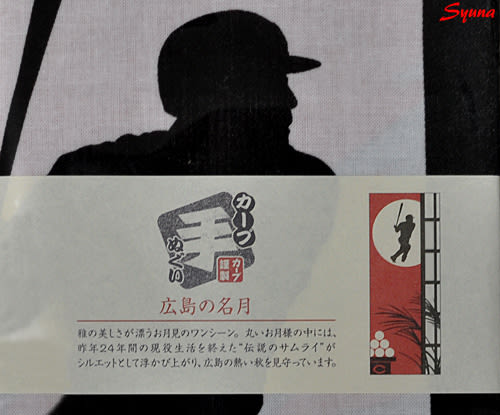 Syuna
カープ
手
ぬぐい
カープ
謹製
広島の名月
雅の美しさが漂うお月見のワンシーン。丸いお月様の中には、
昨年24年間の現役生活を終えた“伝説のサムライ”が
シルエットとして浮かび上がり、広島の熱い秋を見守っています。
C